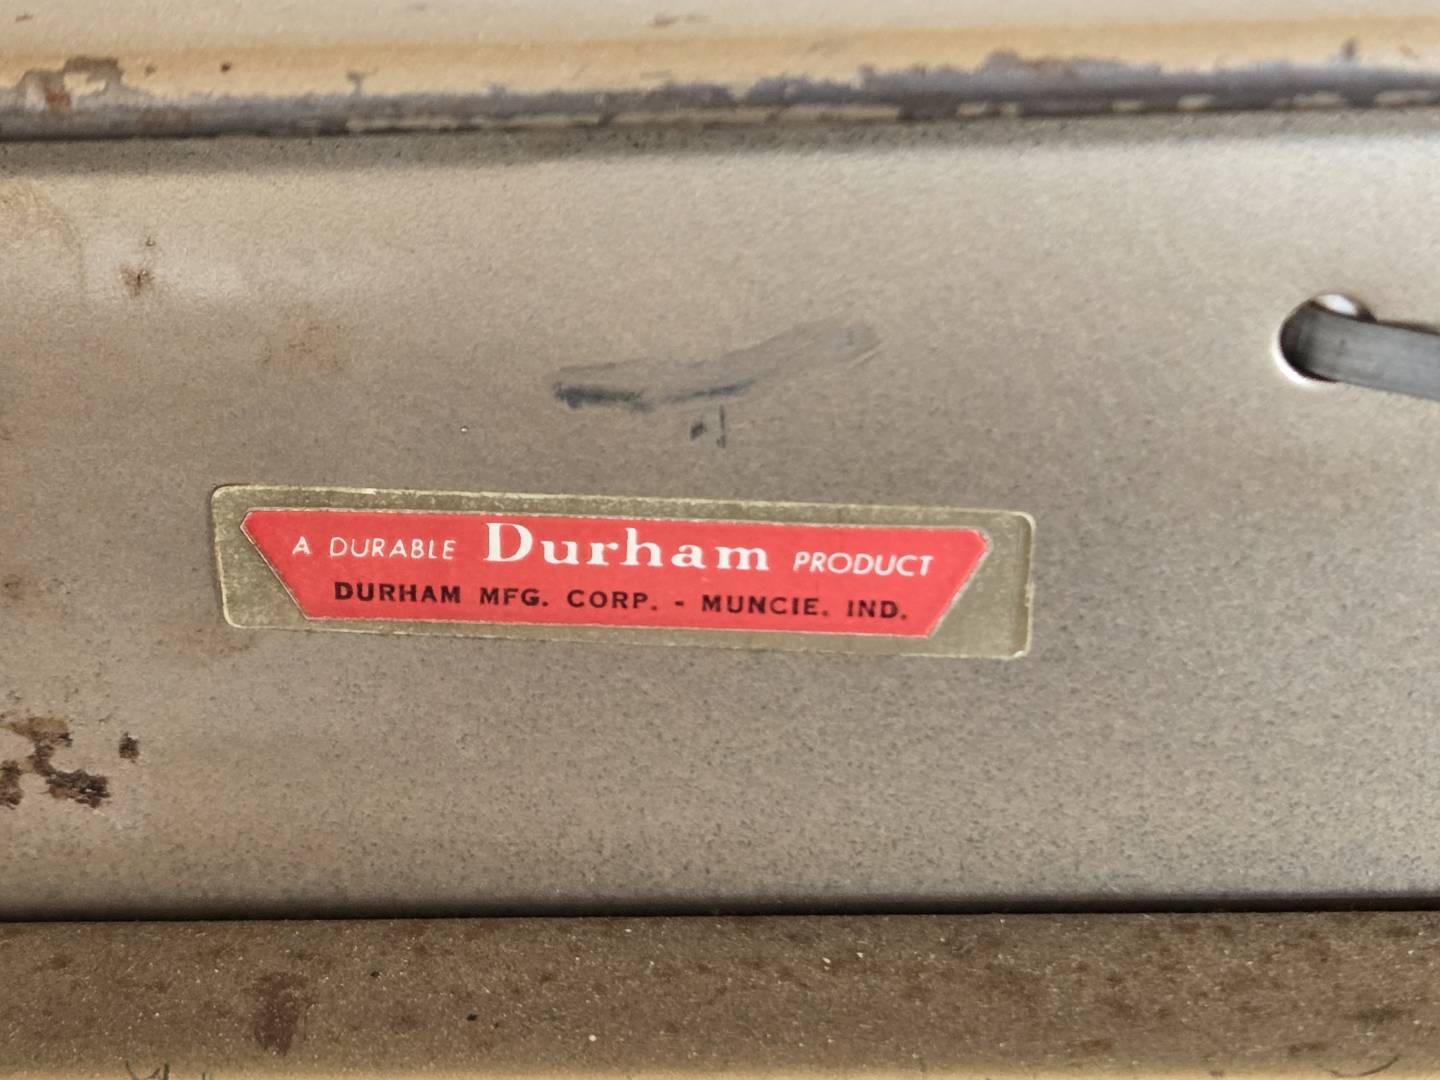 A DURABLE Durham PRODUCT
DURHAM MFG. CORP. - MUNCIE. IND.